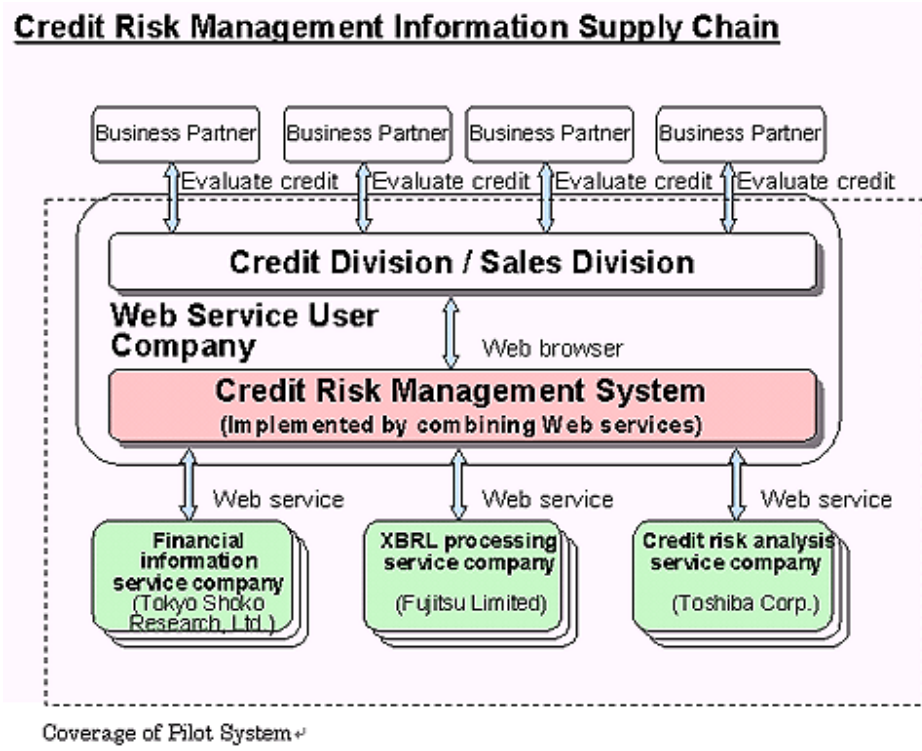 Credit Risk Management Information Supply Chain
Business Partner Business Partner Business Partner Business Partner
Evaluate credit Evaluate credit Evaluate credit Evaluate credit
Credit Division / Sales Division
Web Service User
Company
Web browser
Credit Risk Management System
(Implemented by combining Web services)
Web service Web service Web service
Financial
information
service company
(Tokyo Shoko
Research, Ltd.)
XBRL processing
service company
(Fujitsu Limited)
Credit risk analysis
service company
(Toshiba Corp.)
Coverage of Pilot System↵